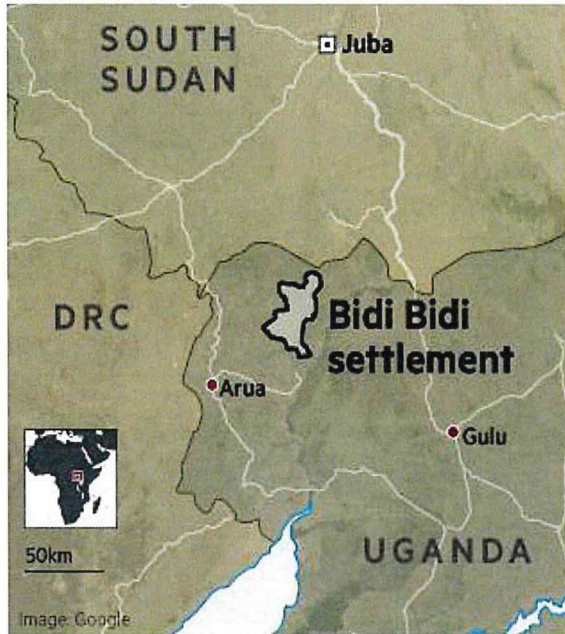 SOUTH
SUDAN
Juba
DRC
Bidi Bidi
settlement
Arua
Gulu
50km
UGANDA
Image: Google